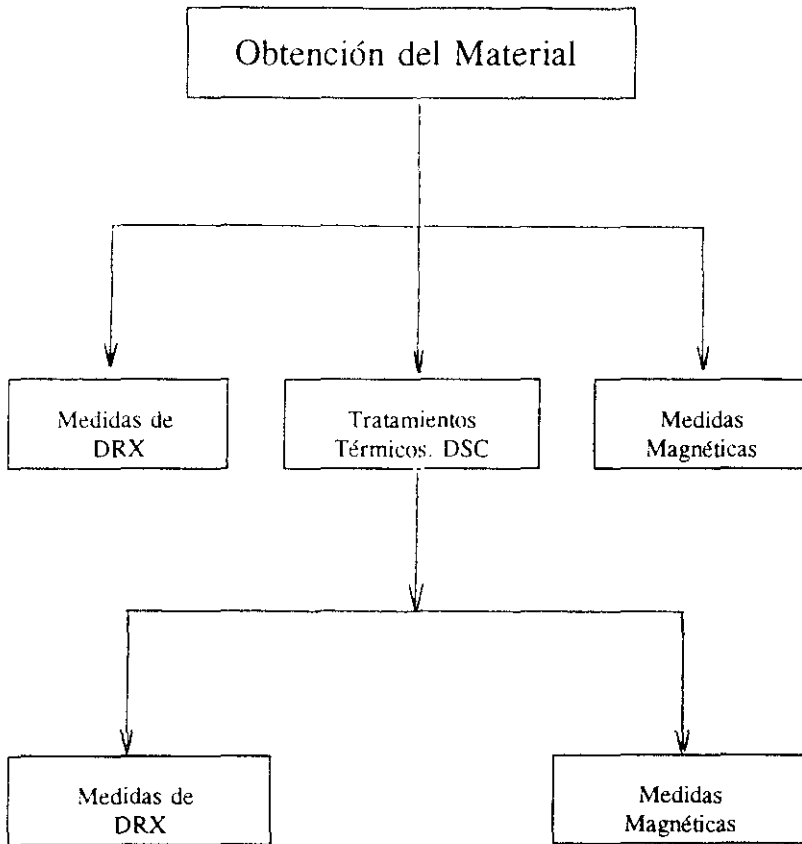 Obtención del Material
Medidas de
DRX
Tratamientos
Térmicos. DSC
Medidas
Magnéticas
Medidas de
DRX
Medidas
Magnéticas